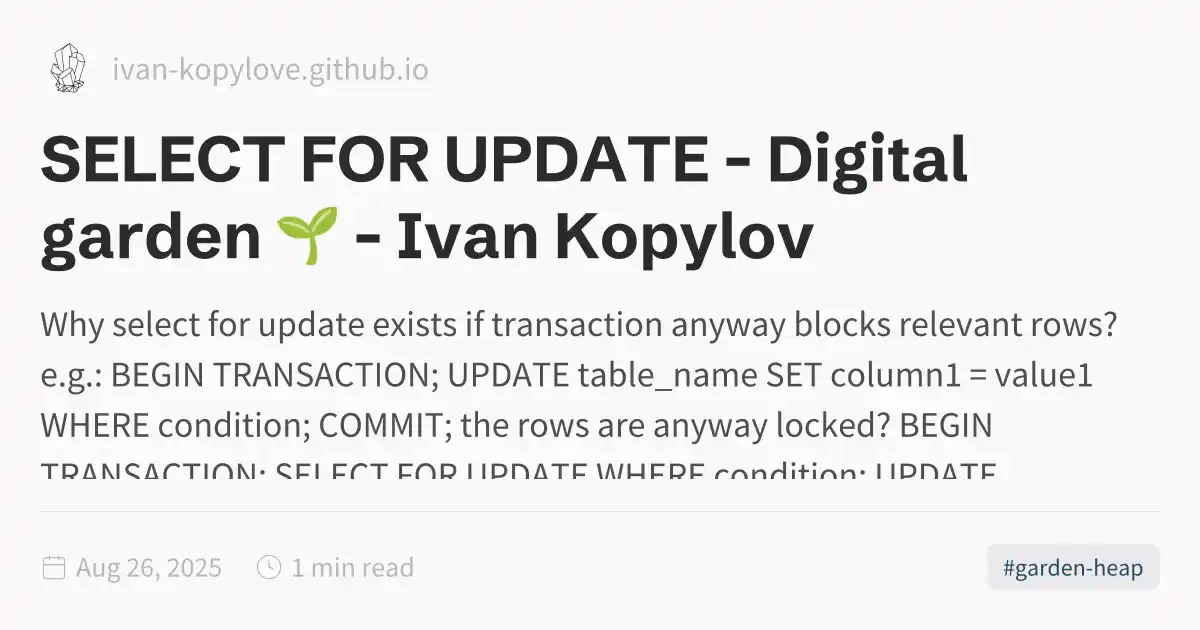 ivan-kopylove.github.io
SELECT FOR UPDATE - Digital
garden 🌱 - Ivan Kopylov
Why select for update exists if transaction anyway blocks relevant rows?
e.g.: BEGIN TRANSACTION; UPDATE table_name SET column1 = value1
WHERE condition; COMMIT; the rows are anyway locked? BEGIN
TRANSACTION; SELECT FOR UPDATE WHERE condition; UPDATE
Aug 26, 2025
1 min read
#garden-heap